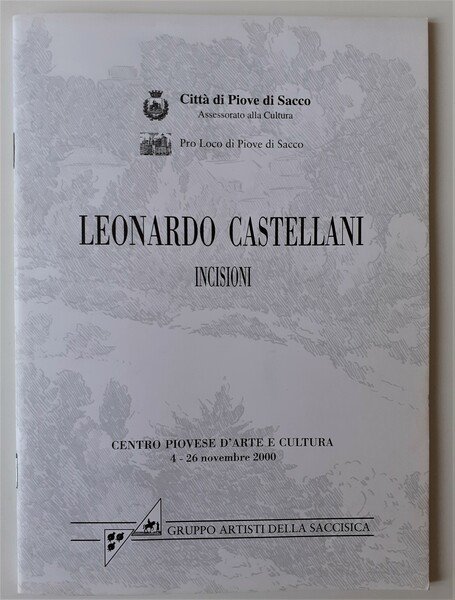 Città di Piove di Sacco
Assessorato alla Cultura
Pro Loco di Piove di Sacco
LEONARDO CASTELLANI
INCISIONI
CENTRO PIOVESE D'ARTE E CULTURA
4 - 26 novembre 2000
GRUPPO ARTISTI DELLA SACCISICA